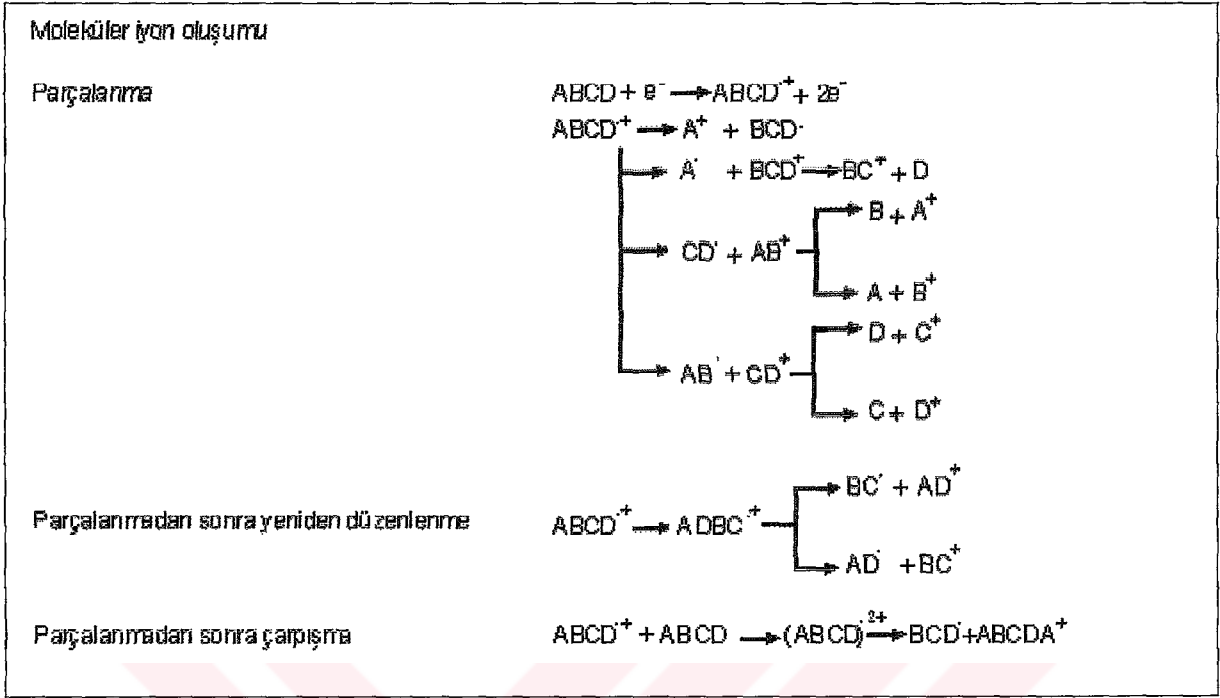 Moleküler iyon oluşumu
Parçalanma ABCD + e⁻ → ABCD·⁺ + 2e⁻
ABCD·⁺ → A⁺ + BCD·
→ A· + BCD⁺ → BC⁺ + D
→ B + A⁺
→ CD· + AB⁺
→ A + B⁺
→ D + C⁺
→ AB· + CD⁺
→ C + D⁺
→ BC· + AD⁺
Parçalanmadan sonra yeniden düzenlenme ABCD·⁺ → ADBC·⁺
→ AD· + BC⁺
Parçalanmadan sonra çarpışma ABCD·⁺ + ABCD → (ABCD)·²⁺ → BCD· + ABCDA⁺